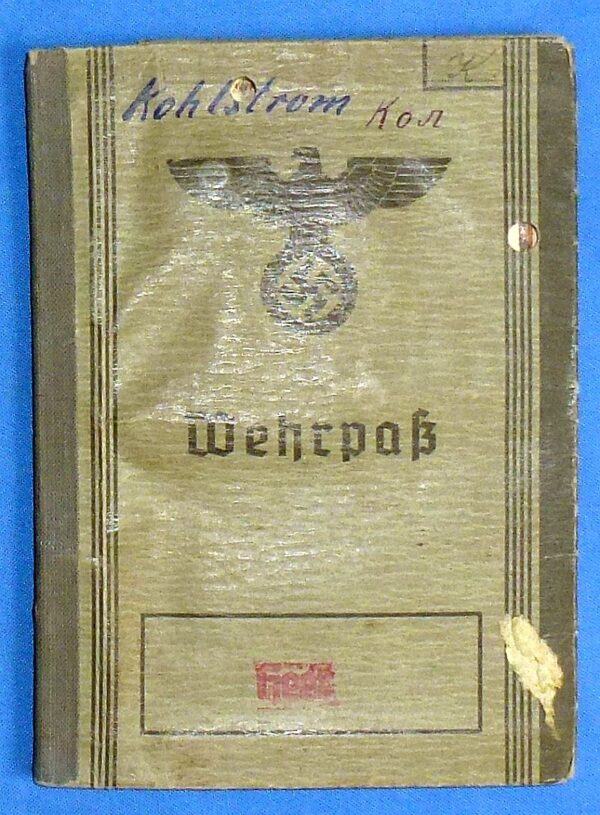 K
Kohlstrom Кол
Wehrpaß
Heer